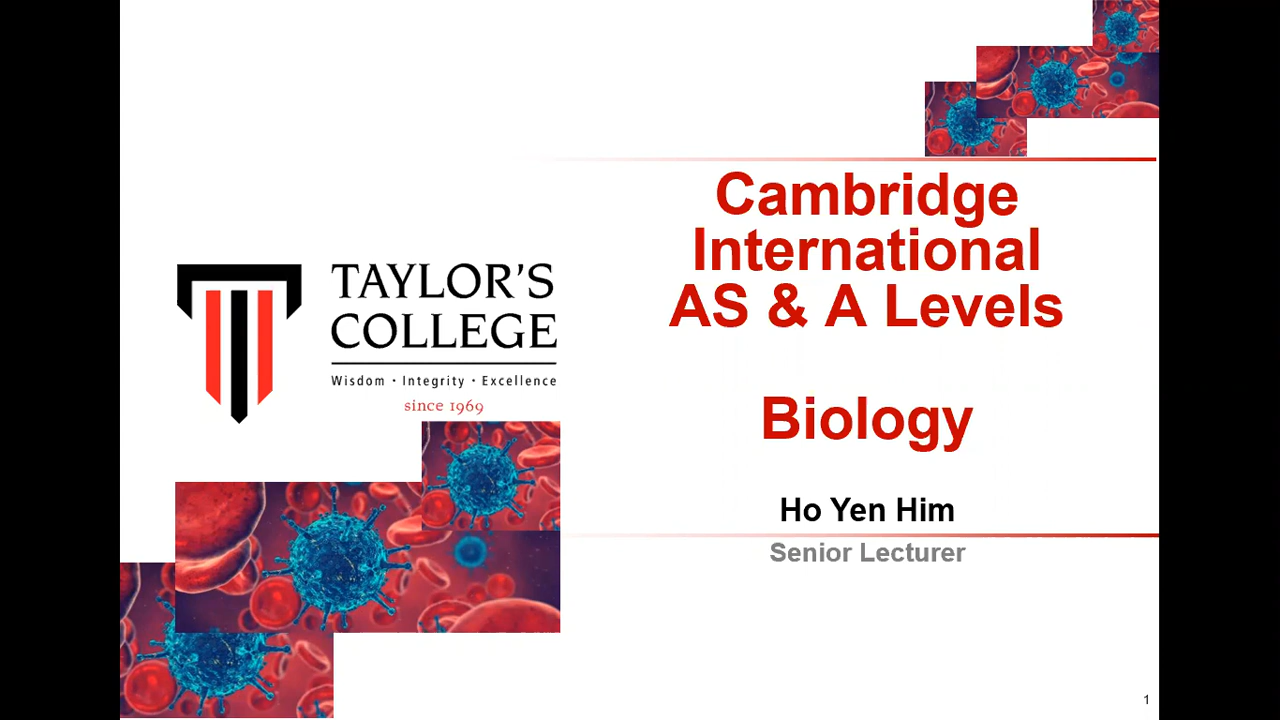 TAYLOR'S
COLLEGE
Wisdom · Integrity · Excellence
since 1969
Cambridge
International
AS & A Levels
Biology
Ho Yen Him
Senior Lecturer
1